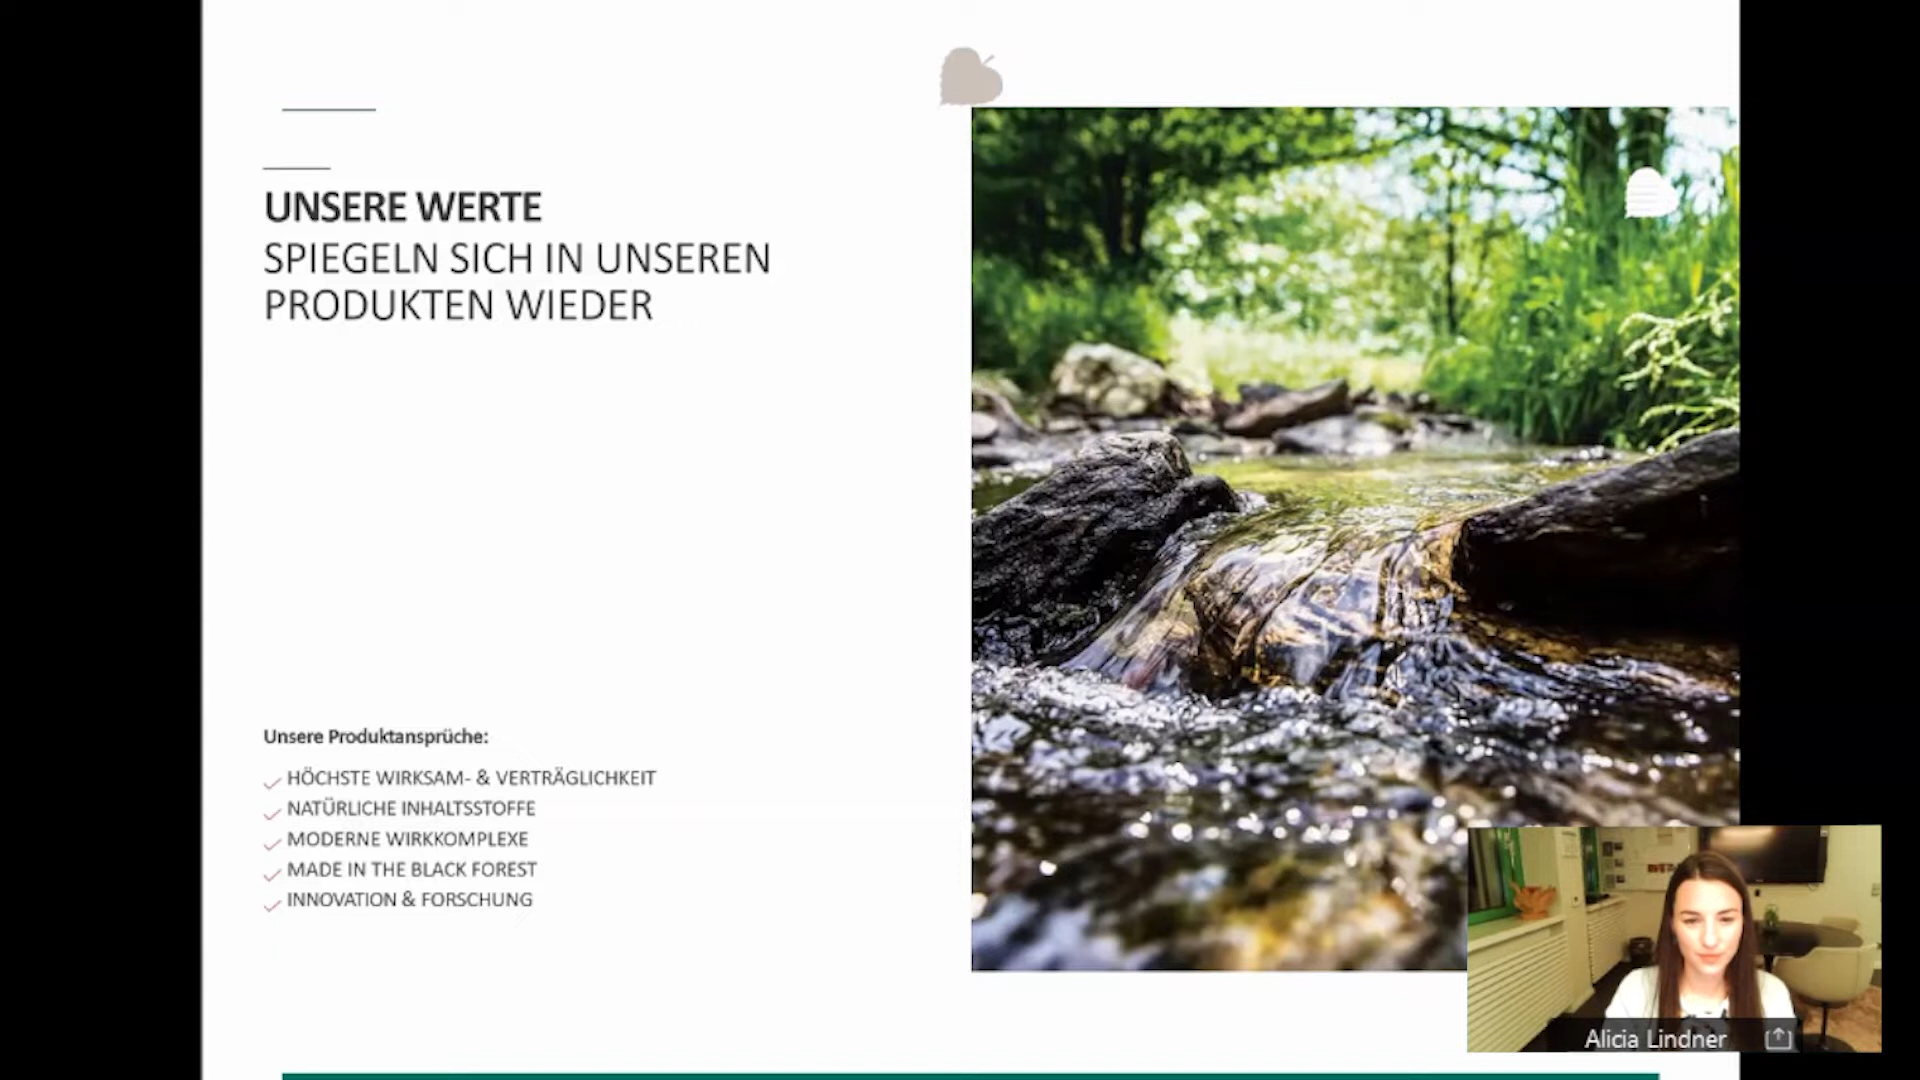 UNSERE WERTE
SPIEGELN SICH IN UNSEREN
PRODUKTEN WIEDER
Unsere Produktansprüche:
HÖCHSTE WIRKSAM- & VERTRÄGLICHKEIT
NATÜRLICHE INHALTSSTOFFE
MODERNE WIRKKOMPLEXE
MADE IN THE BLACK FOREST
INNOVATION & FORSCHUNG
Alicia Lindner